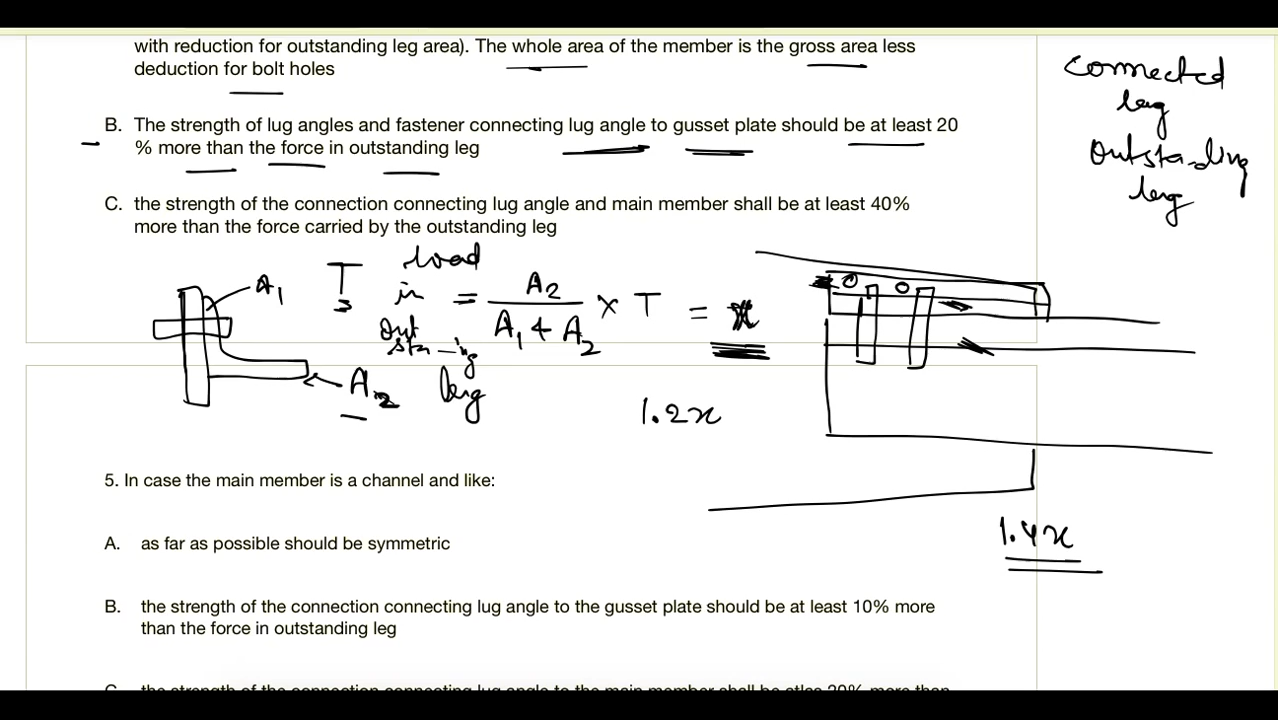 with reduction for outstanding leg area). The whole area of the member is the gross area less
deduction for bolt holes
B. The strength of lug angles and fastener connecting lug angle to gusset plate should be at least 20
% more than the force in outstanding leg
C. the strength of the connection connecting lug angle and main member shall be at least 40%
more than the force carried by the outstanding leg
connected
leg
outstanding
leg
A1
T
load
in
out
sta-ing
leg
= A2
A1 + A2
× T = x
A2
1.2x
1.4x
5. In case the main member is a channel and like:
A. as far as possible should be symmetric
B. the strength of the connection connecting lug angle to the gusset plate should be at least 10% more
than the force in outstanding leg